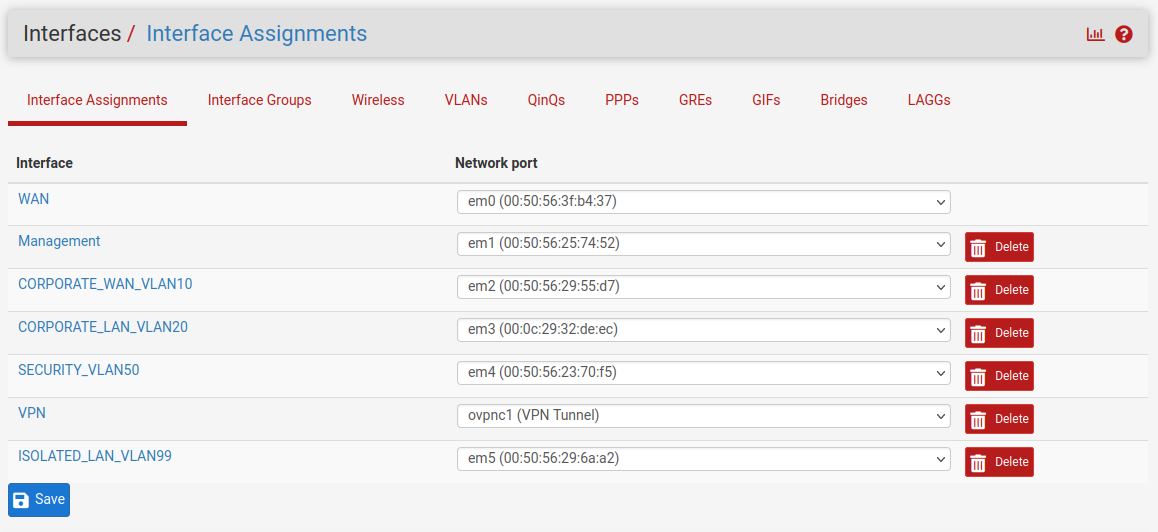 Interfaces / Interface Assignments
Interface Assignments Interface Groups Wireless VLANs QinQs PPPs GREs GIFs Bridges LAGGs
Interface Network port
WAN em0 (00:50:56:3f:b4:37)
Management em1 (00:50:56:25:74:52) Delete
CORPORATE_WAN_VLAN10 em2 (00:50:56:29:55:d7) Delete
CORPORATE_LAN_VLAN20 em3 (00:0c:29:32:de:ec) Delete
SECURITY_VLAN50 em4 (00:50:56:23:70:f5) Delete
VPN ovpnc1 (VPN Tunnel) Delete
ISOLATED_LAN_VLAN99 em5 (00:50:56:29:6a:a2) Delete
Save